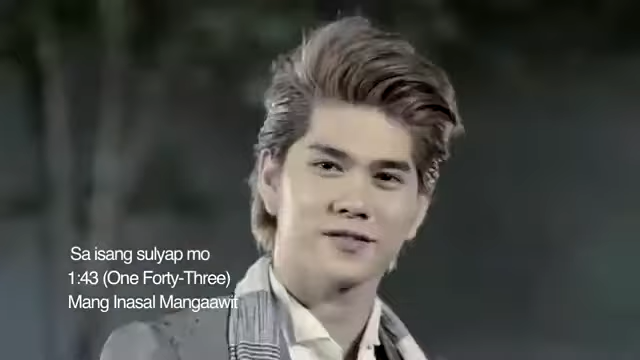 Sa isang sulyap mo
1:43 (One Forty-Three)
Mang Inasal Mangaawit